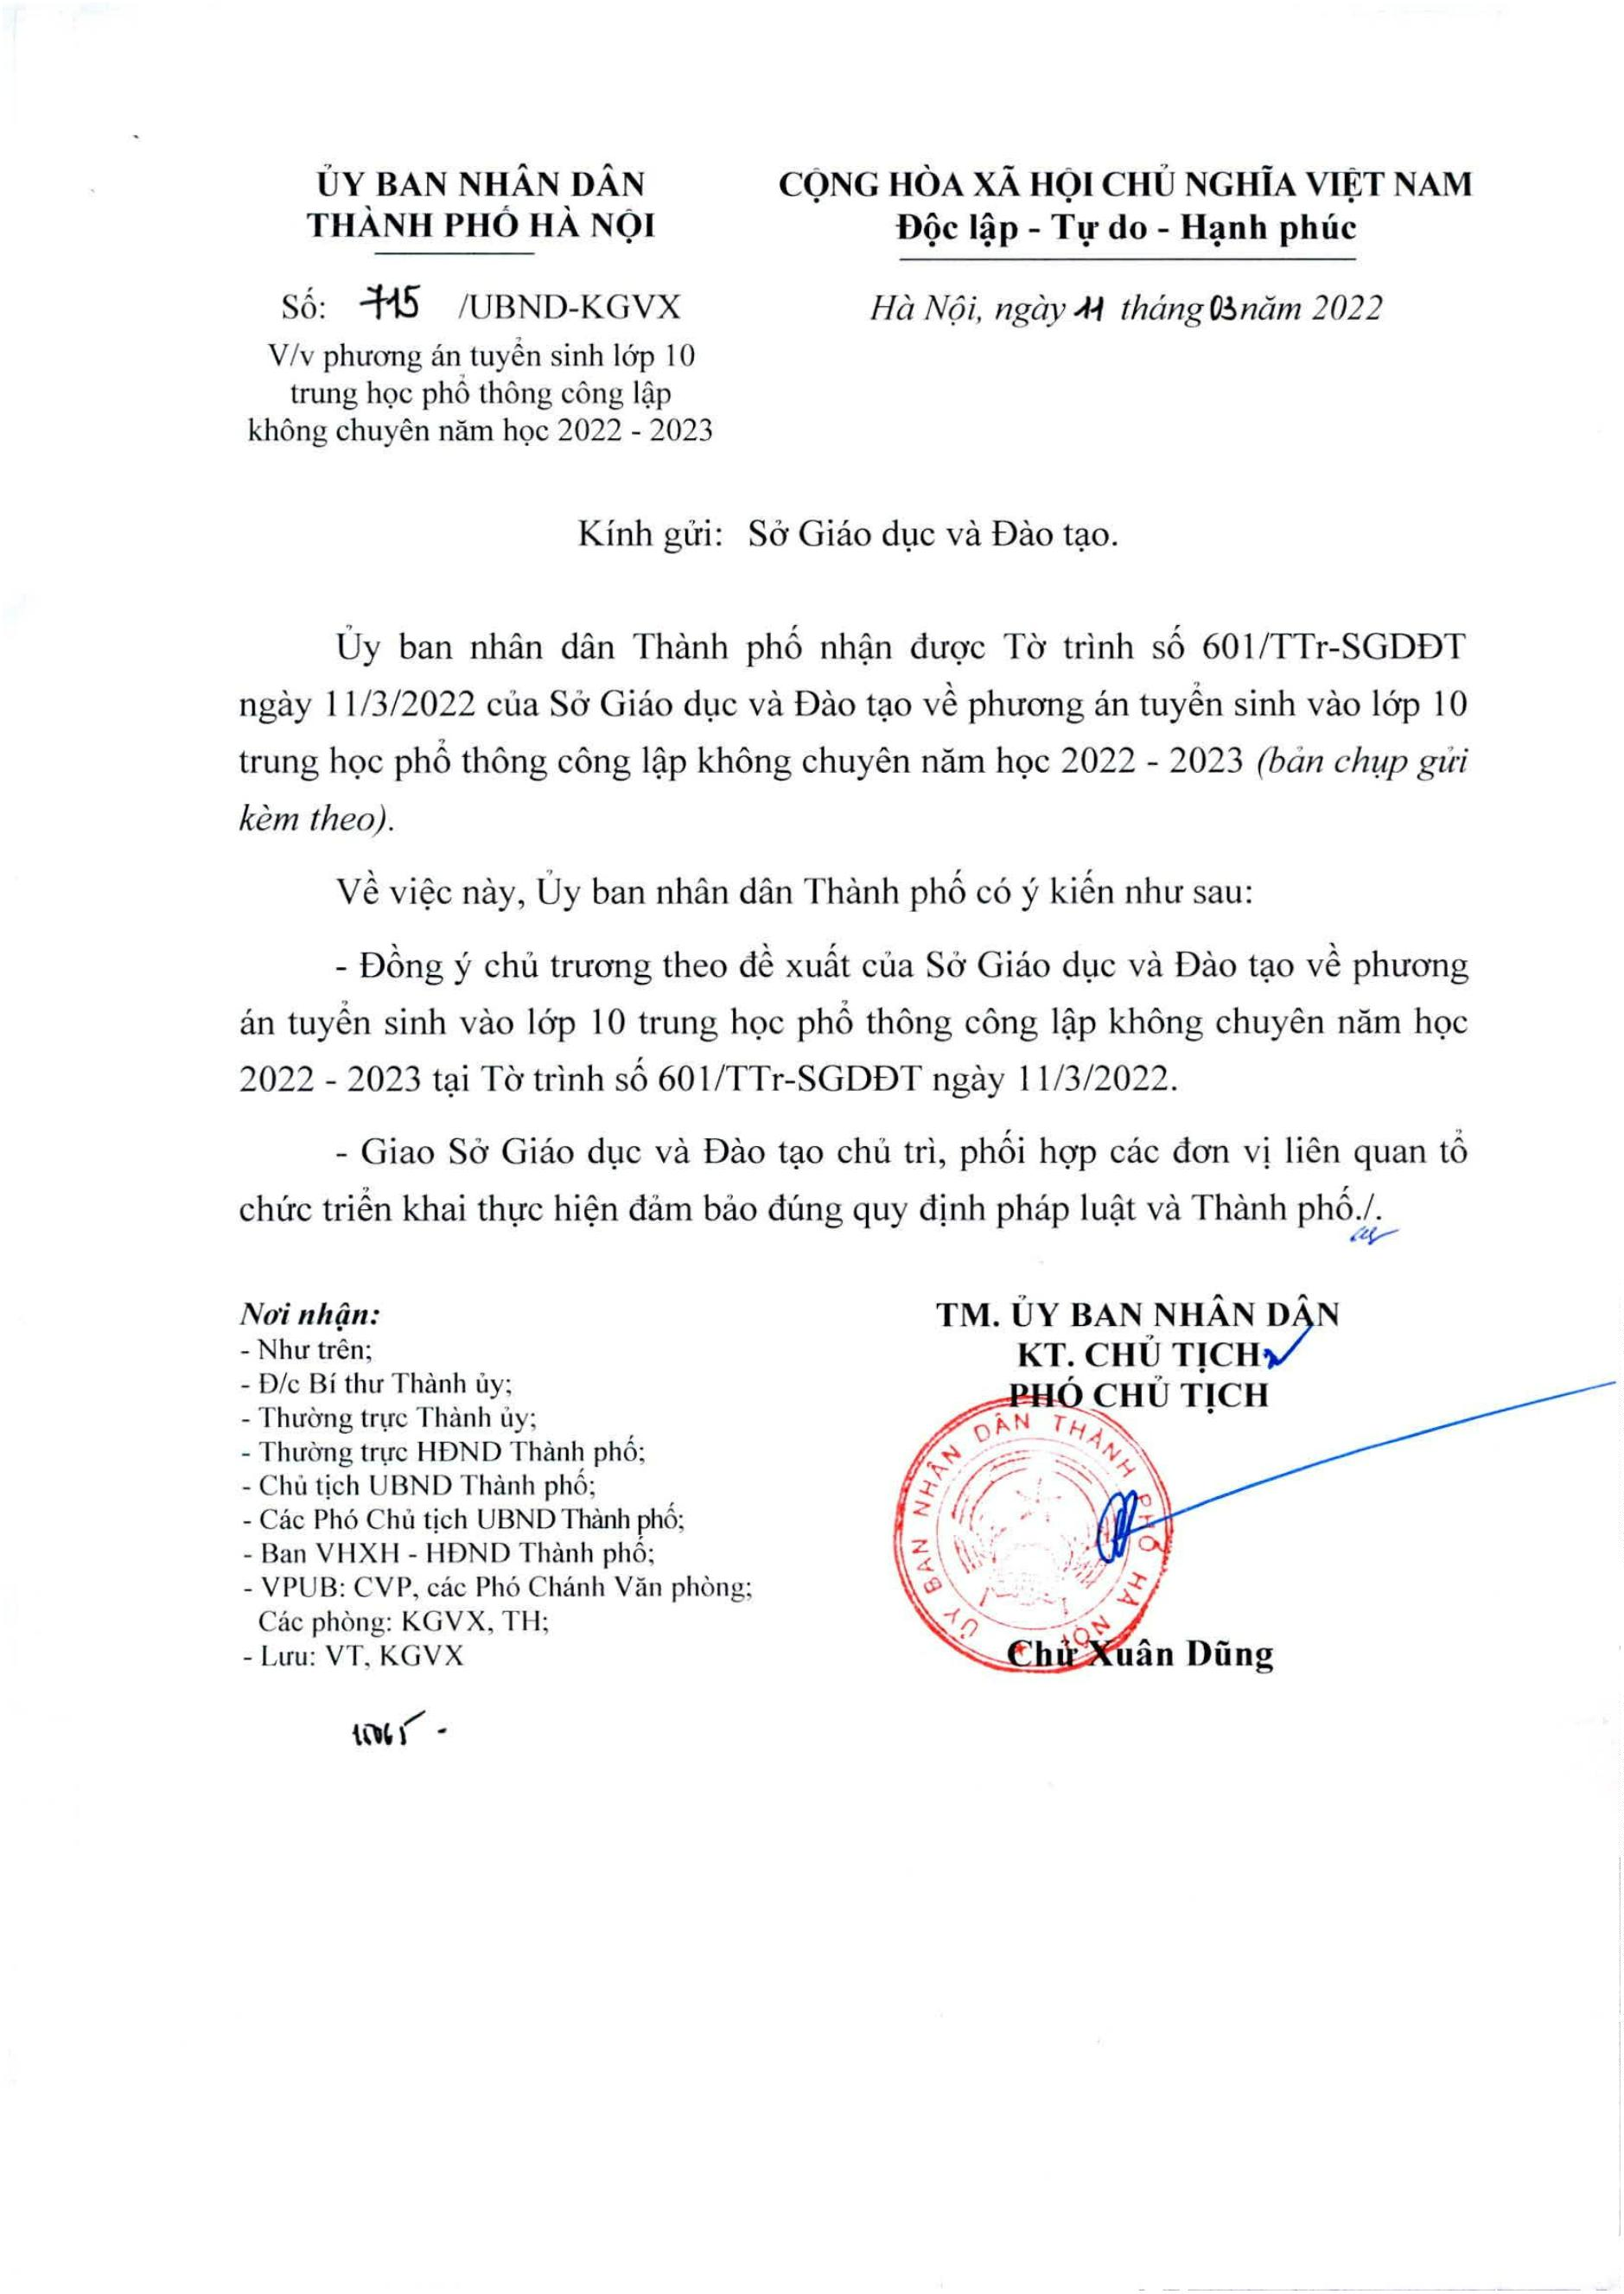 ỦY BAN NHÂN DÂN
THÀNH PHỐ HÀ NỘI
CỘNG HÒA XÃ HỘI CHỦ NGHĨA VIỆT NAM
Độc lập - Tự do - Hạnh phúc
Số: 715 /UBND-KGVX
Hà Nội, ngày 11 tháng 03 năm 2022
V/v phương án tuyển sinh lớp 10
trung học phổ thông công lập
không chuyên năm học 2022 - 2023
Kính gửi: Sở Giáo dục và Đào tạo.
Ủy ban nhân dân Thành phố nhận được Tờ trình số 601/TTr-SGDĐT
ngày 11/3/2022 của Sở Giáo dục và Đào tạo về phương án tuyển sinh vào lớp 10
trung học phổ thông công lập không chuyên năm học 2022 - 2023 (bản chụp gửi
kèm theo).
Về việc này, Ủy ban nhân dân Thành phố có ý kiến như sau:
- Đồng ý chủ trương theo đề xuất của Sở Giáo dục và Đào tạo về phương
án tuyển sinh vào lớp 10 trung học phổ thông công lập không chuyên năm học
2022 - 2023 tại Tờ trình số 601/TTr-SGDĐT ngày 11/3/2022.
- Giao Sở Giáo dục và Đào tạo chủ trì, phối hợp các đơn vị liên quan tổ
chức triển khai thực hiện đảm bảo đúng quy định pháp luật và Thành phố./.
Nơi nhận:
- Như trên;
- Đ/c Bí thư Thành ủy;
- Thường trực Thành ủy;
- Thường trực HĐND Thành phố;
- Chủ tịch UBND Thành phố;
- Các Phó Chủ tịch UBND Thành phố;
- Ban VHXH - HĐND Thành phố;
- VPUB: CVP, các Phó Chánh Văn phòng;
Các phòng: KGVX, TH;
- Lưu: VT, KGVX
TM. ỦY BAN NHÂN DÂN
KT. CHỦ TỊCH
PHÓ CHỦ TỊCH
ỦY BAN NHÂN DÂN THÀNH PHỐ HÀ NỘI
Chử Xuân Dũng